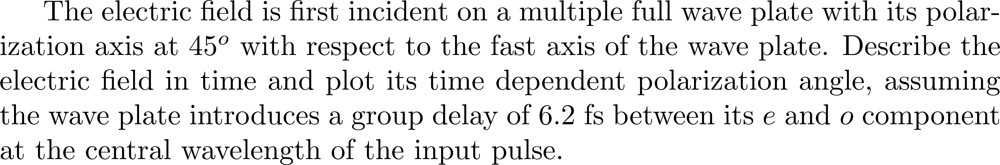 The electric field is first incident on a multiple full wave plate with its polar-
ization axis at 45° with respect to the fast axis of the wave plate. Describe the
electric field in time and plot its time dependent polarization angle, assuming
the wave plate introduces a group delay of 6.2 fs between its e and o component
at the central wavelength of the input pulse.